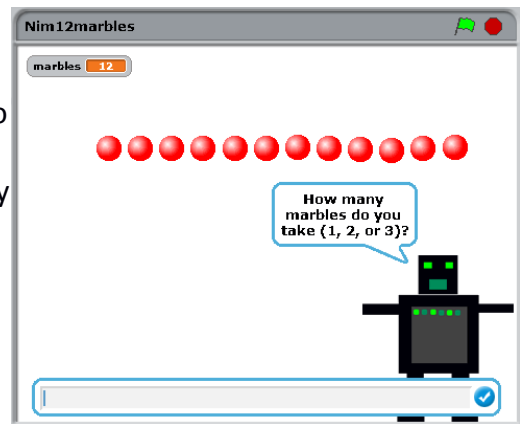 Nim12marbles
marbles 12
o
y
How many
marbles do you
take (1, 2, or 3)?